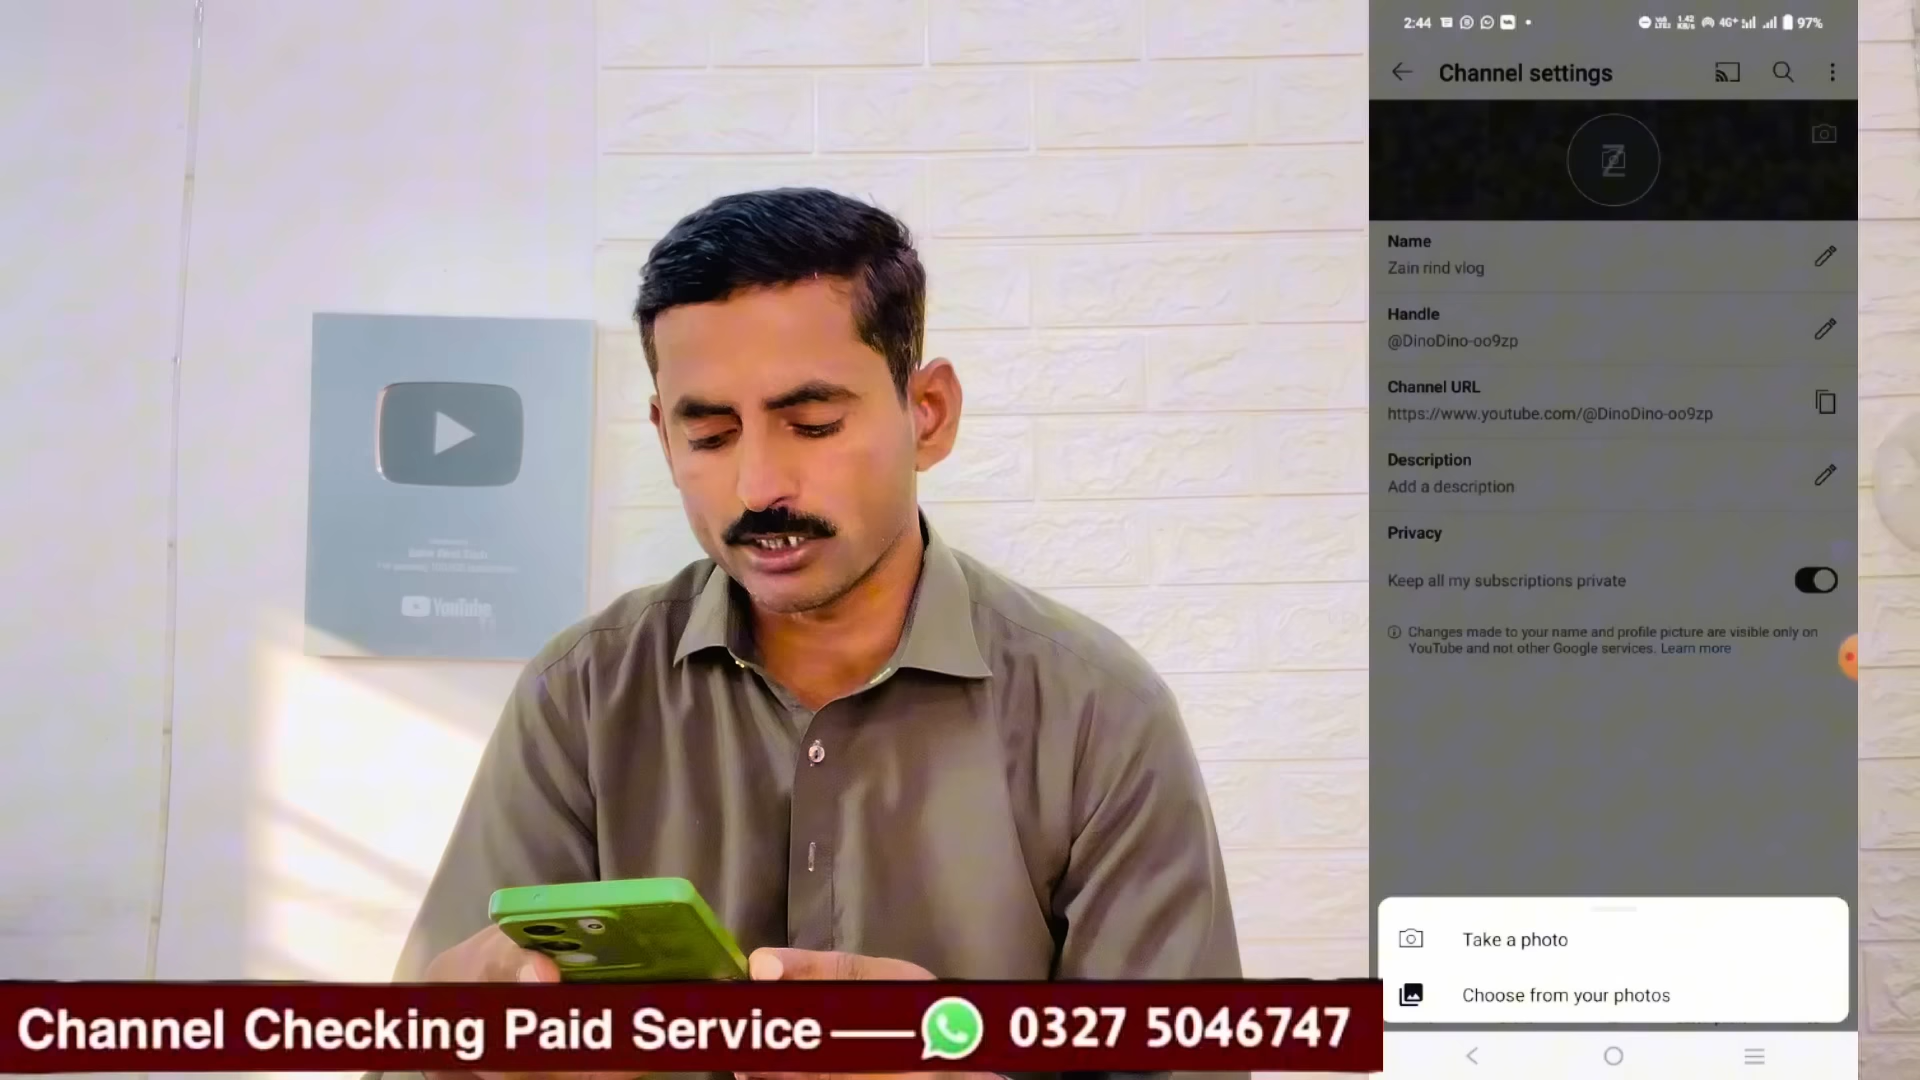 YouTube
Channel Checking Paid Service — 0327 5046747
2:44
4G+
97%
Channel settings
Z
Name
Zain rind vlog
Handle
@DinoDino-oo9zp
Channel URL
https://www.youtube.com/@DinoDino-oo9zp
Description
Add a description
Privacy
Keep all my subscriptions private
Changes made to your name and profile picture are visible only on
YouTube and not other Google services. Learn more
Take a photo
Choose from your photos